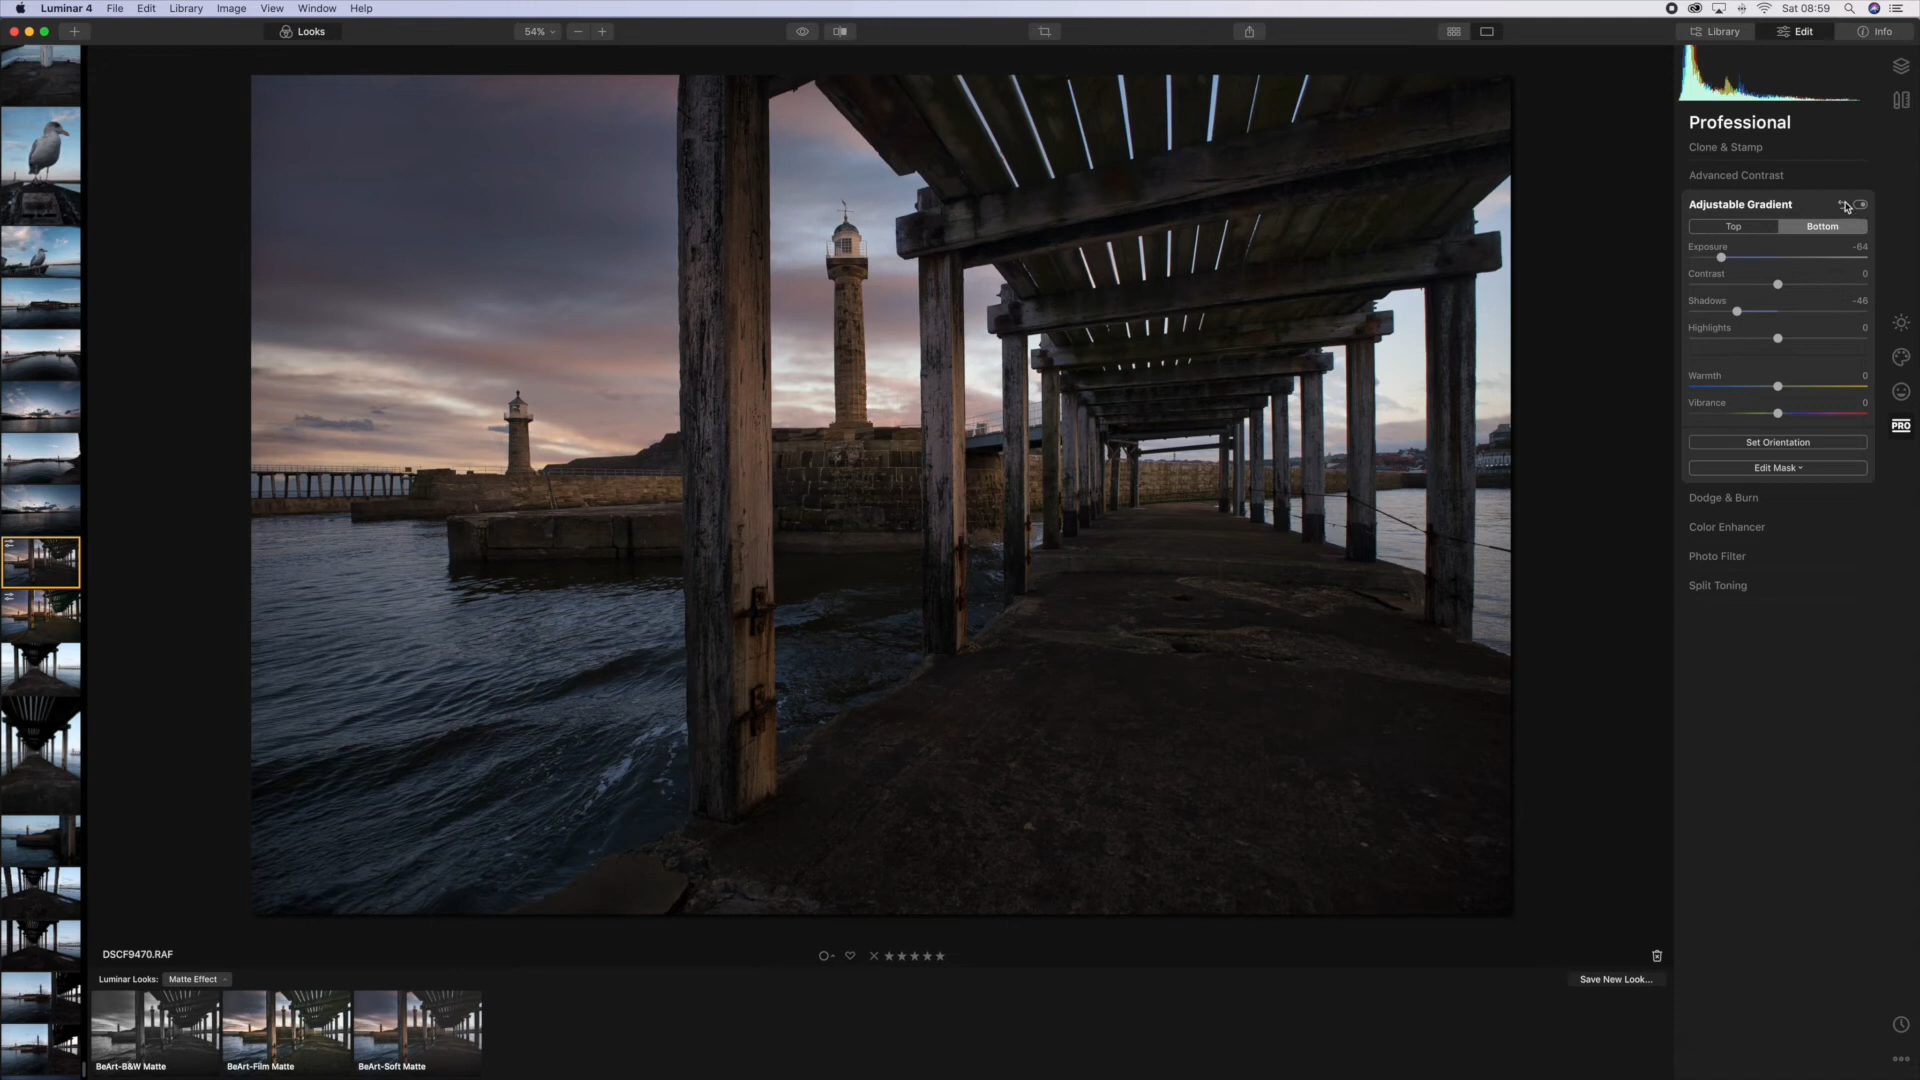 Luminar 4 File Edit Library Image View Window Help Sat 08:59
Looks 54% Library Edit Info
Professional
Clone & Stamp
Advanced Contrast
Adjustable Gradient
Top Bottom
Exposure -64
Contrast 0
Shadows -46
Highlights 0
Warmth 0
Vibrance 0
Set Orientation
Edit Mask
Dodge & Burn
Color Enhancer
Photo Filter
Split Toning
PRO
DSCF9470.RAF
Luminar Looks: Matte Effect Save New Look...
BeArt-B&W Matte BeArt-Film Matte BeArt-Soft Matte